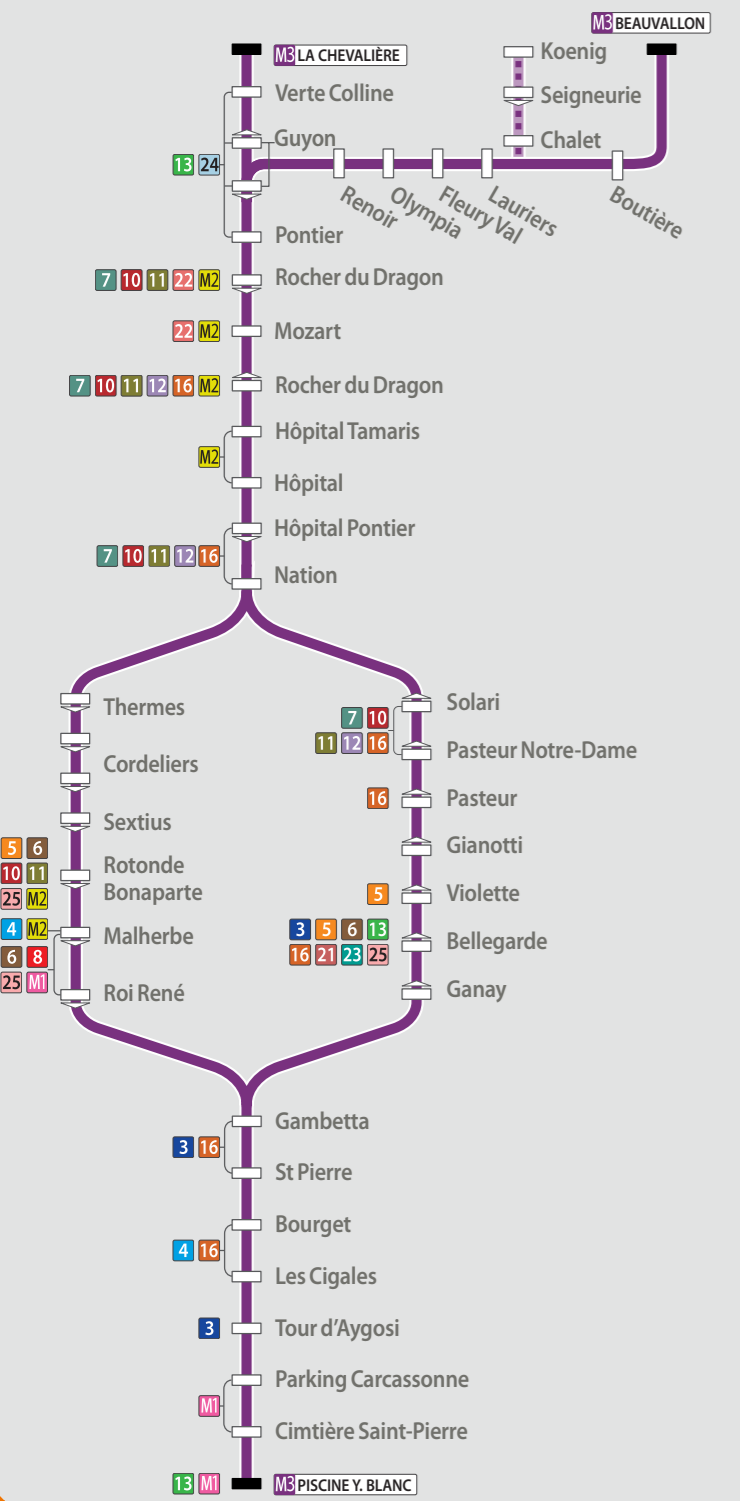 M3 BEAUVALLON
M3 LA CHEVALIÈRE
Koenig
Verte Colline
Seigneurie
Guyon
Chalet
13 24
Renoir
Olympia
Fleury Val
Lauriers
Boutière
Pontier
7 10 11 22 M2
Rocher du Dragon
22 M2
Mozart
7 10 11 12 16 M2
Rocher du Dragon
Hôpital Tamaris
M2
Hôpital
Hôpital Pontier
7 10 11 12 16
Nation
Thermes
Cordeliers
Sextius
5 6
10 11
25 M2
Rotonde
Bonaparte
4 M2
Malherbe
6 8
25 M1
Roi René
Solari
7 10
11 12 16
Pasteur Notre-Dame
16
Pasteur
Gianotti
5
Violette
3 5 6 13
16 21 23 25
Bellegarde
Ganay
Gambetta
3 16
St Pierre
Bourget
4 16
Les Cigales
3
Tour d'Aygosi
Parking Carcassonne
M1
Cimtière Saint-Pierre
13 M1
M3 PISCINE Y. BLANC